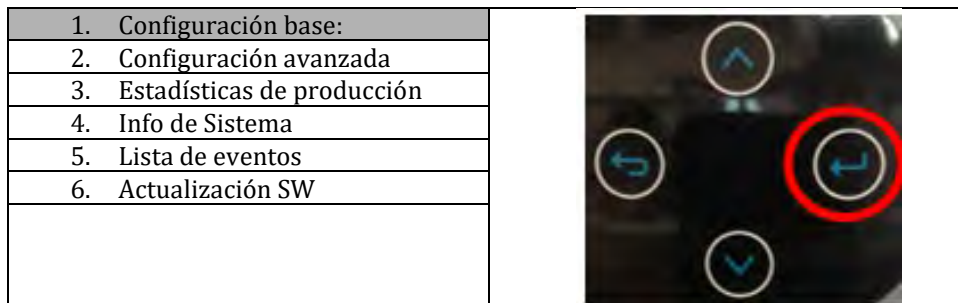 1. Configuración base:
2. Configuración avanzada
3. Estadísticas de producción
4. Info de Sistema
5. Lista de eventos
6. Actualización SW